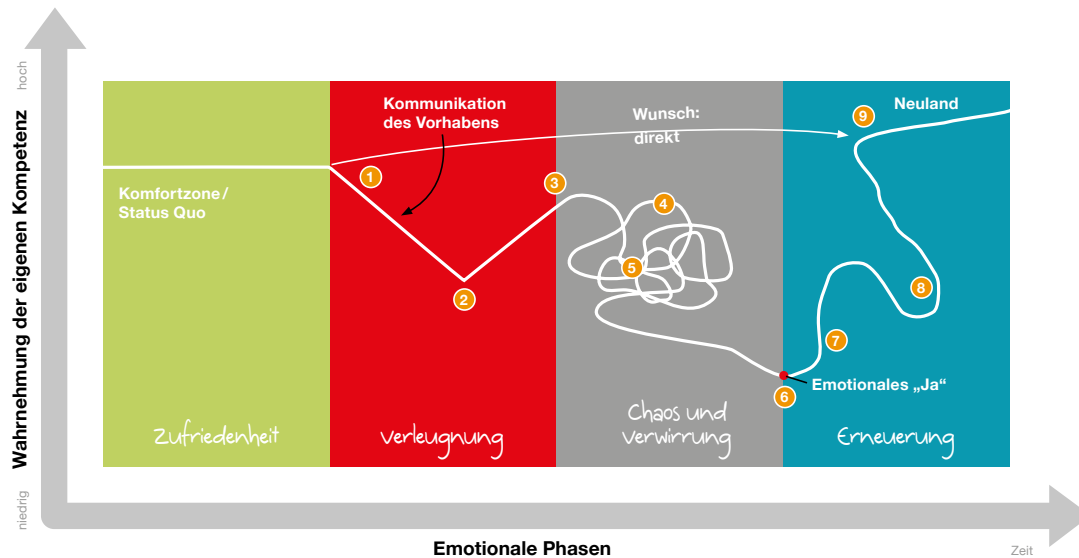 Wahrnehmung der eigenen Kompetenz
hoch
niedrig
Komfortzone/
Status Quo
Zufriedenheit
Kommunikation
des Vorhabens
1
2
Verleugnung
Wunsch:
direkt
3
4
5
6
Chaos und
Verwirrung
Neuland
9
8
7
Emotionales „Ja“
Erneuerung
Emotionale Phasen
Zeit